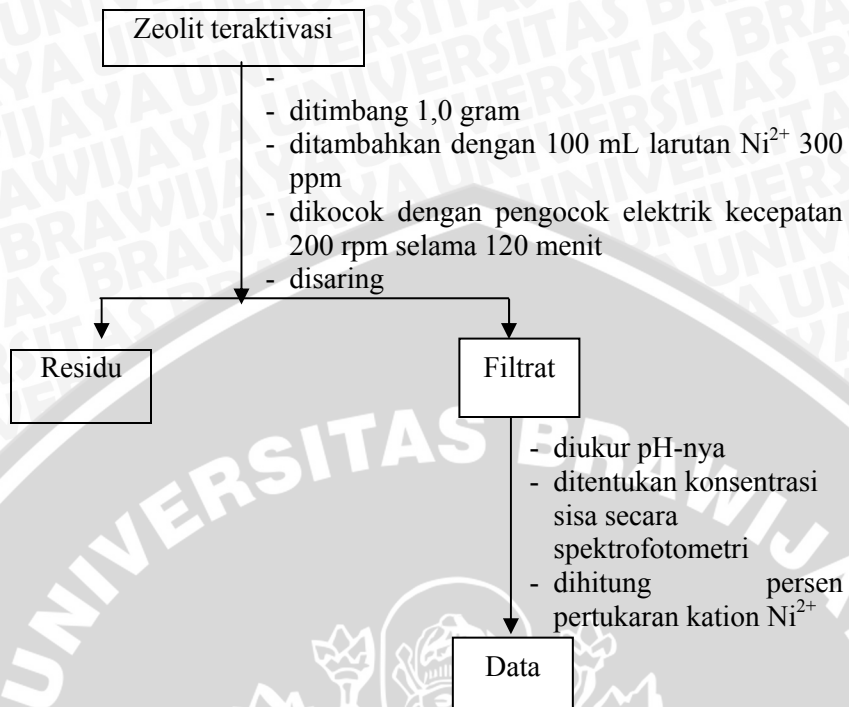 Zeolit teraktivasi
-
- ditimbang 1,0 gram
- ditambahkan dengan 100 mL larutan Ni²⁺ 300
ppm
- dikocok dengan pengocok elektrik kecepatan
200 rpm selama 120 menit
- disaring
Residu
Filtrat
- diukur pH-nya
- ditentukan konsentrasi
sisa secara
spektrofotometri
- dihitung persen
pertukaran kation Ni²⁺
Data
UNIVERSITAS BRAWIJAYA